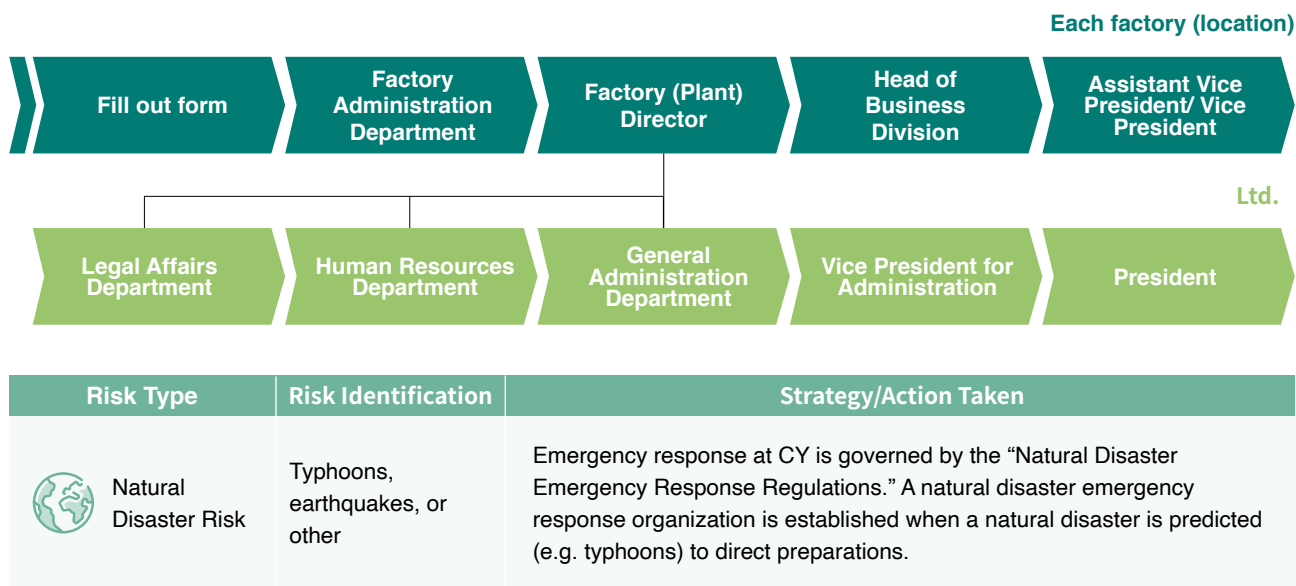 Each factory (location)
Fill out form
Factory
Administration
Department
Factory (Plant)
Director
Head of
Business
Division
Assistant Vice
President/ Vice
President
Ltd.
Legal Affairs
Department
Human Resources
Department
General
Administration
Department
Vice President for
Administration
President
Risk Type
Risk Identification
Strategy/Action Taken
Natural
Disaster Risk
Typhoons,
earthquakes, or
other
Emergency response at CY is governed by the “Natural Disaster
Emergency Response Regulations.” A natural disaster emergency
response organization is established when a natural disaster is predicted
(e.g. typhoons) to direct preparations.